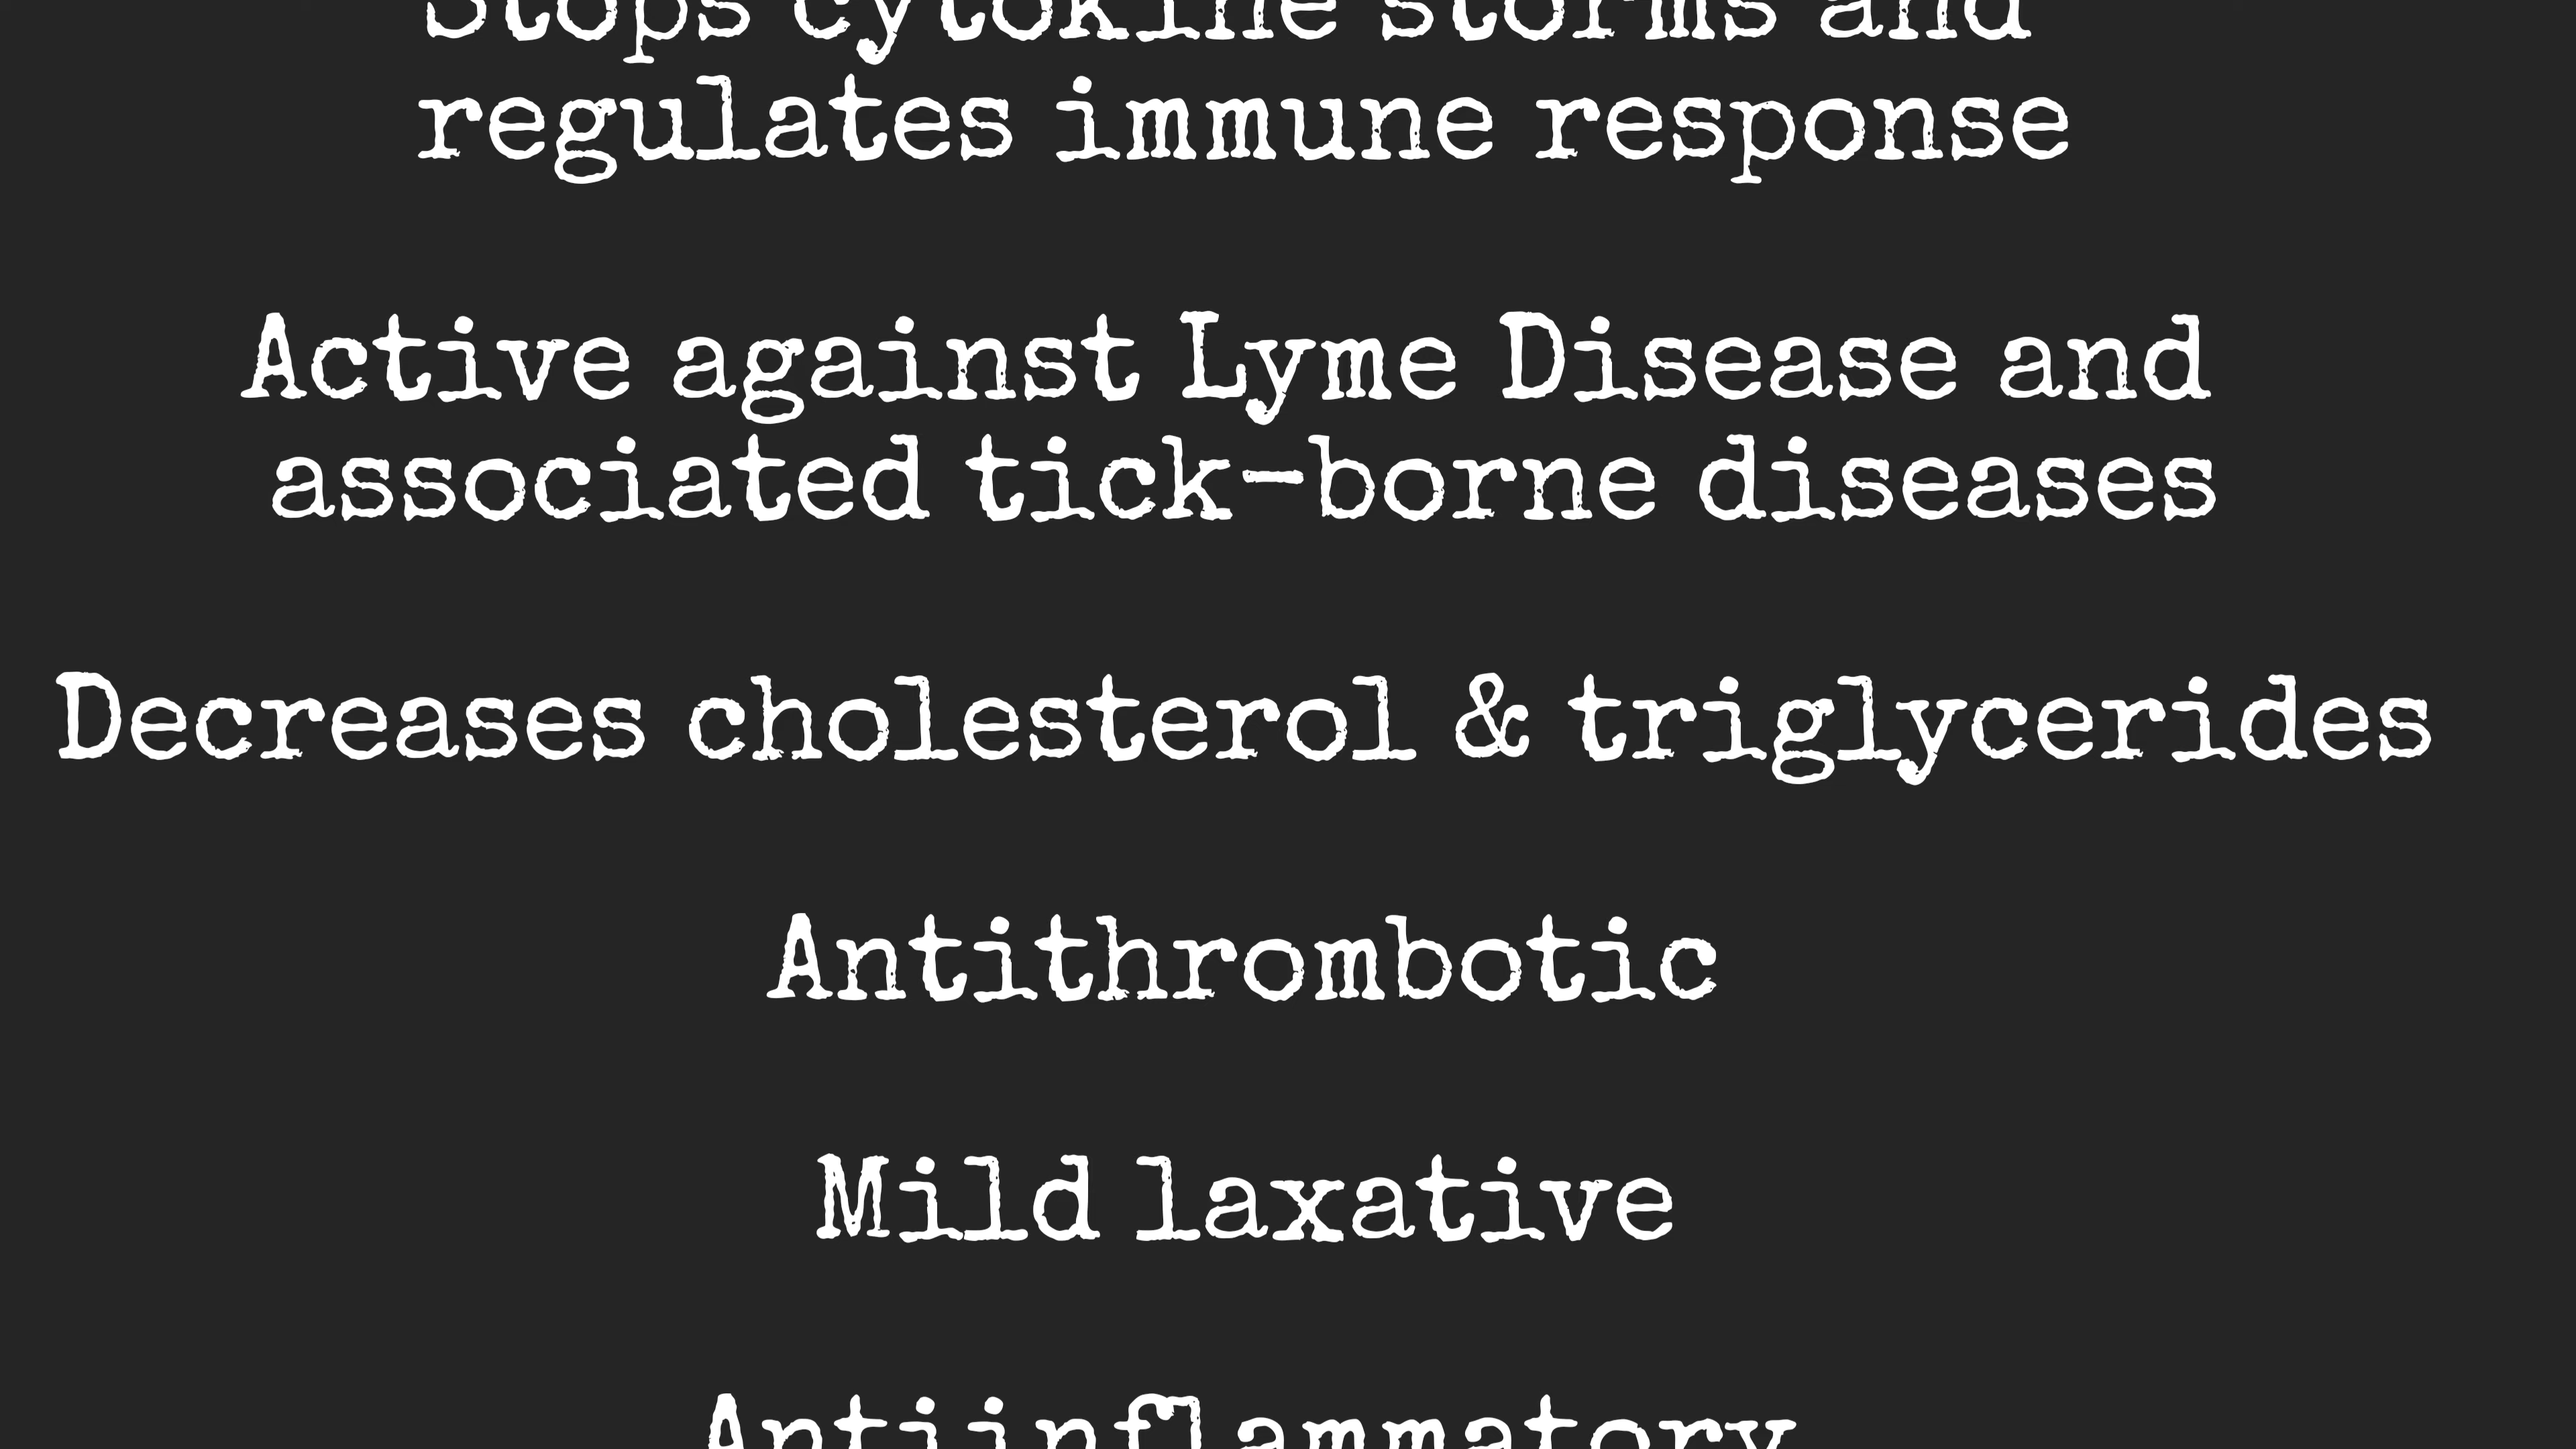 Stops cytokine storms and
regulates immune response
Active against Lyme Disease and
associated tick-borne diseases
Decreases cholesterol & triglycerides
Antithrombotic
Mild laxative
Antiinflammatory